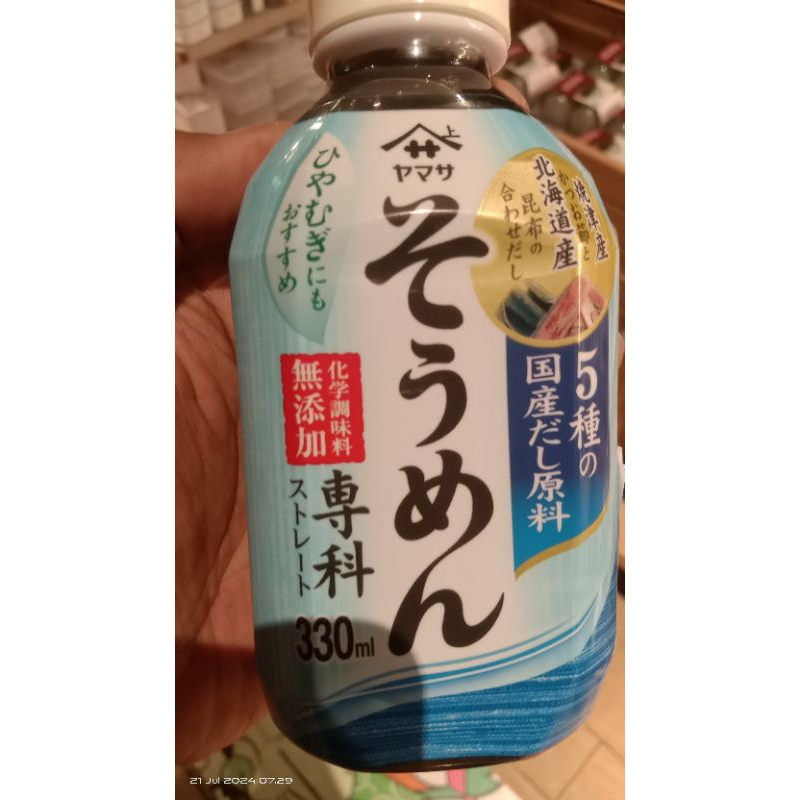 上
ヤマサ
ひやむぎにも
おすすめ
焼津産
かつお節と
北海道産
昆布の
合わせだし
そうめん
5種の
国産だし原料
化学調味料
無添加
専科
ストレート
330ml
21 Jul 2024 07:29